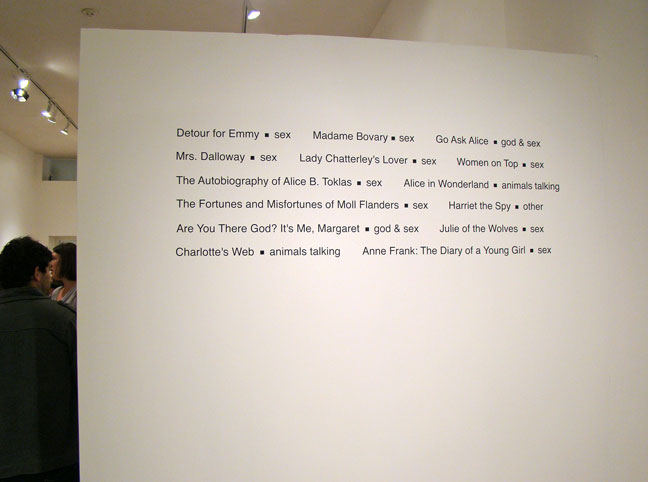 Detour for Emmy ▪ sex Madame Bovary ▪ sex Go Ask Alice ▪ god & sex
Mrs. Dalloway ▪ sex Lady Chatterley's Lover ▪ sex Women on Top ▪ sex
The Autobiography of Alice B. Toklas ▪ sex Alice in Wonderland ▪ animals talking
The Fortunes and Misfortunes of Moll Flanders ▪ sex Harriet the Spy ▪ other
Are You There God? It's Me, Margaret ▪ god & sex Julie of the Wolves ▪ sex
Charlotte's Web ▪ animals talking Anne Frank: The Diary of a Young Girl ▪ sex